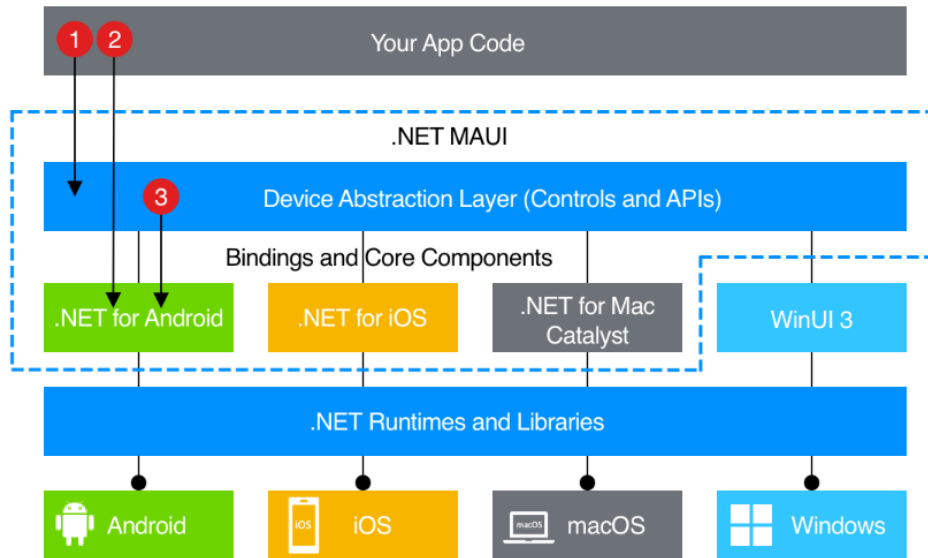 1 2
Your App Code
.NET MAUI
3
Device Abstraction Layer (Controls and APIs)
Bindings and Core Components
.NET for Android
.NET for iOS
.NET for Mac
Catalyst
WinUI 3
.NET Runtimes and Libraries
Android
iOS
iOS
macOS
macOS
Windows